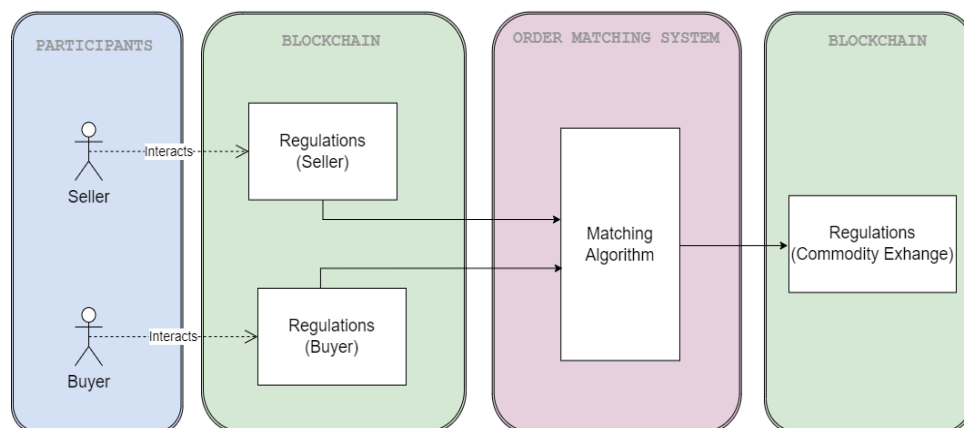 PARTICIPANTS
BLOCKCHAIN
ORDER MATCHING SYSTEM
BLOCKCHAIN
Seller
Interacts
Regulations
(Seller)
Buyer
Interacts
Regulations
(Buyer)
Matching
Algorithm
Regulations
(Commodity Exhange)